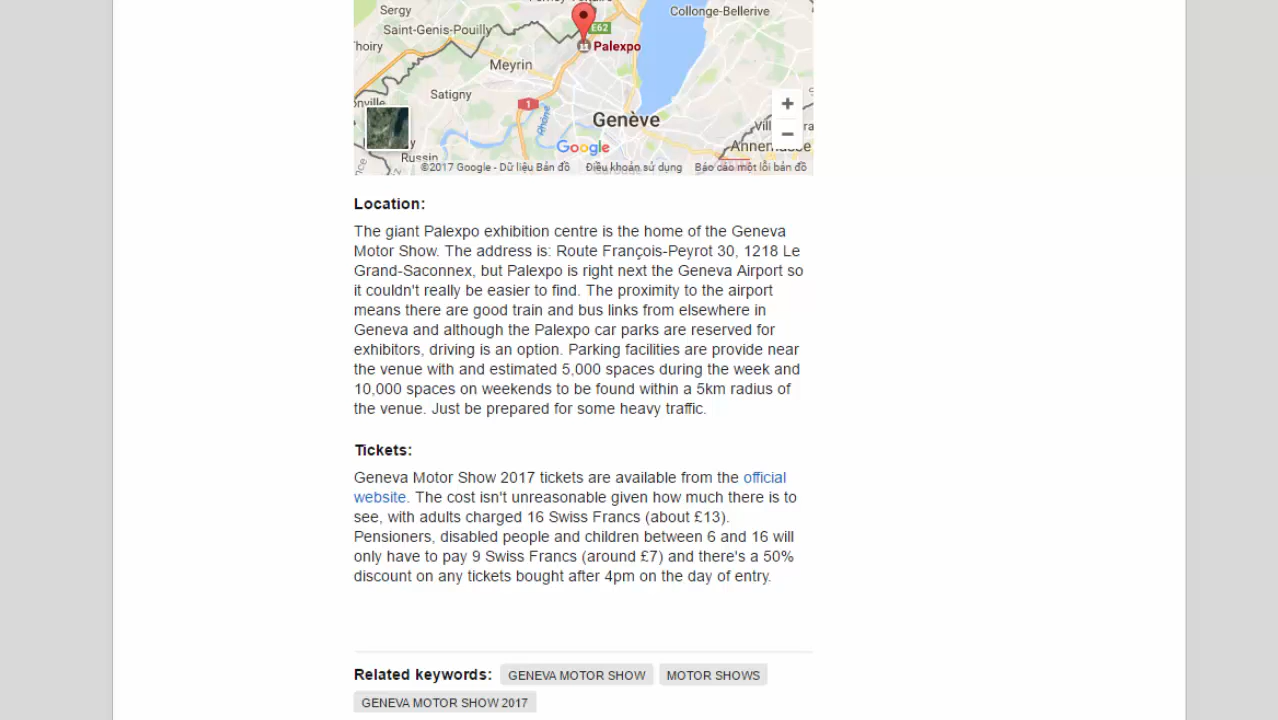 Sergy
Collonge-Bellerive
Saint-Genis-Pouilly
E62
Thoiry
Palexpo
Meyrin
Satigny
1
Rhône
Genève
Annemasse
Google
Russin
©2017 Google - Dữ liệu Bản đồ Điều khoản sử dụng Báo cáo một lỗi bản đồ
Location:
The giant Palexpo exhibition centre is the home of the Geneva
Motor Show. The address is: Route François-Peyrot 30, 1218 Le
Grand-Saconnex, but Palexpo is right next the Geneva Airport so
it couldn't really be easier to find. The proximity to the airport
means there are good train and bus links from elsewhere in
Geneva and although the Palexpo car parks are reserved for
exhibitors, driving is an option. Parking facilities are provide near
the venue with and estimated 5,000 spaces during the week and
10,000 spaces on weekends to be found within a 5km radius of
the venue. Just be prepared for some heavy traffic.
Tickets:
Geneva Motor Show 2017 tickets are available from the official
website. The cost isn't unreasonable given how much there is to
see, with adults charged 16 Swiss Francs (about £13).
Pensioners, disabled people and children between 6 and 16 will
only have to pay 9 Swiss Francs (around £7) and there's a 50%
discount on any tickets bought after 4pm on the day of entry.
Related keywords: GENEVA MOTOR SHOW MOTOR SHOWS
GENEVA MOTOR SHOW 2017